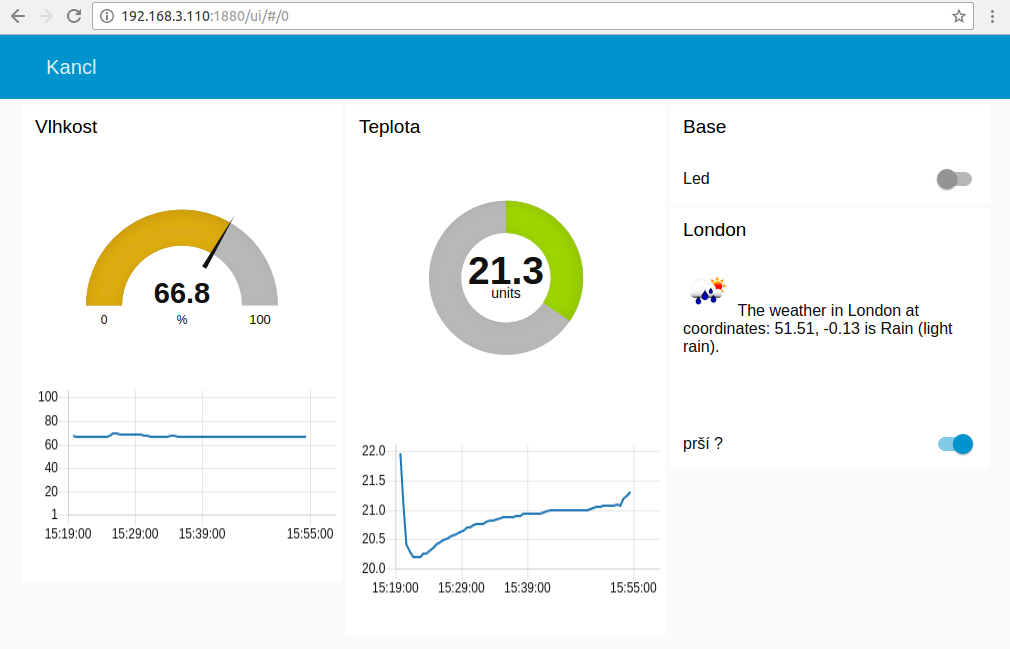 192.168.3.110:1880/ui/#/0
Kancl
Vlhkost
66.8
0 % 100
100
80
60
40
20
1
15:19:00 15:29:00 15:39:00 15:55:00
Teplota
21.3
units
22.0
21.5
21.0
20.5
20.0
15:19:00 15:29:00 15:39:00 15:55:00
Base
Led
London
The weather in London at
coordinates: 51.51, -0.13 is Rain (light
rain).
prší ?